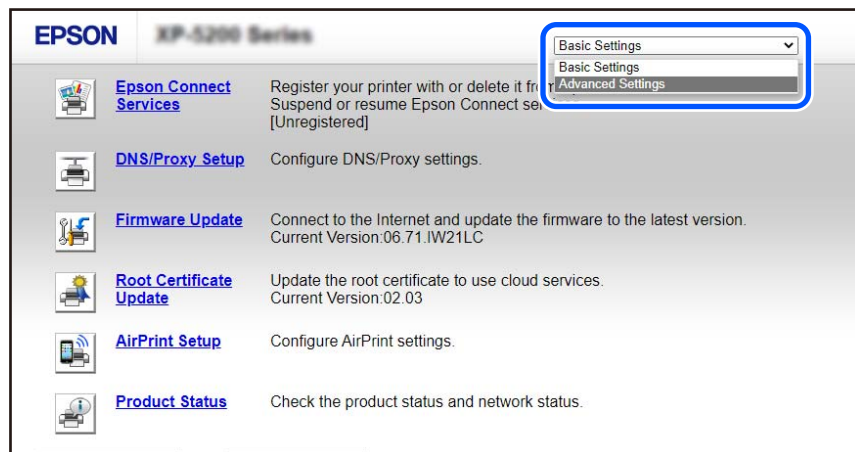 EPSON XP-5200 Series
Basic Settings
Basic Settings
Advanced Settings
Epson Connect Services
Register your printer with or delete it from
Suspend or resume Epson Connect
[Unregistered]
DNS/Proxy Setup
Configure DNS/Proxy settings.
Firmware Update
Connect to the Internet and update the firmware to the latest version.
Current Version:06.71.IW21LC
Root Certificate
Update
Update the root certificate to use cloud services.
Current Version:02.03
AirPrint Setup
Configure AirPrint settings.
Product Status
Check the product status and network status.